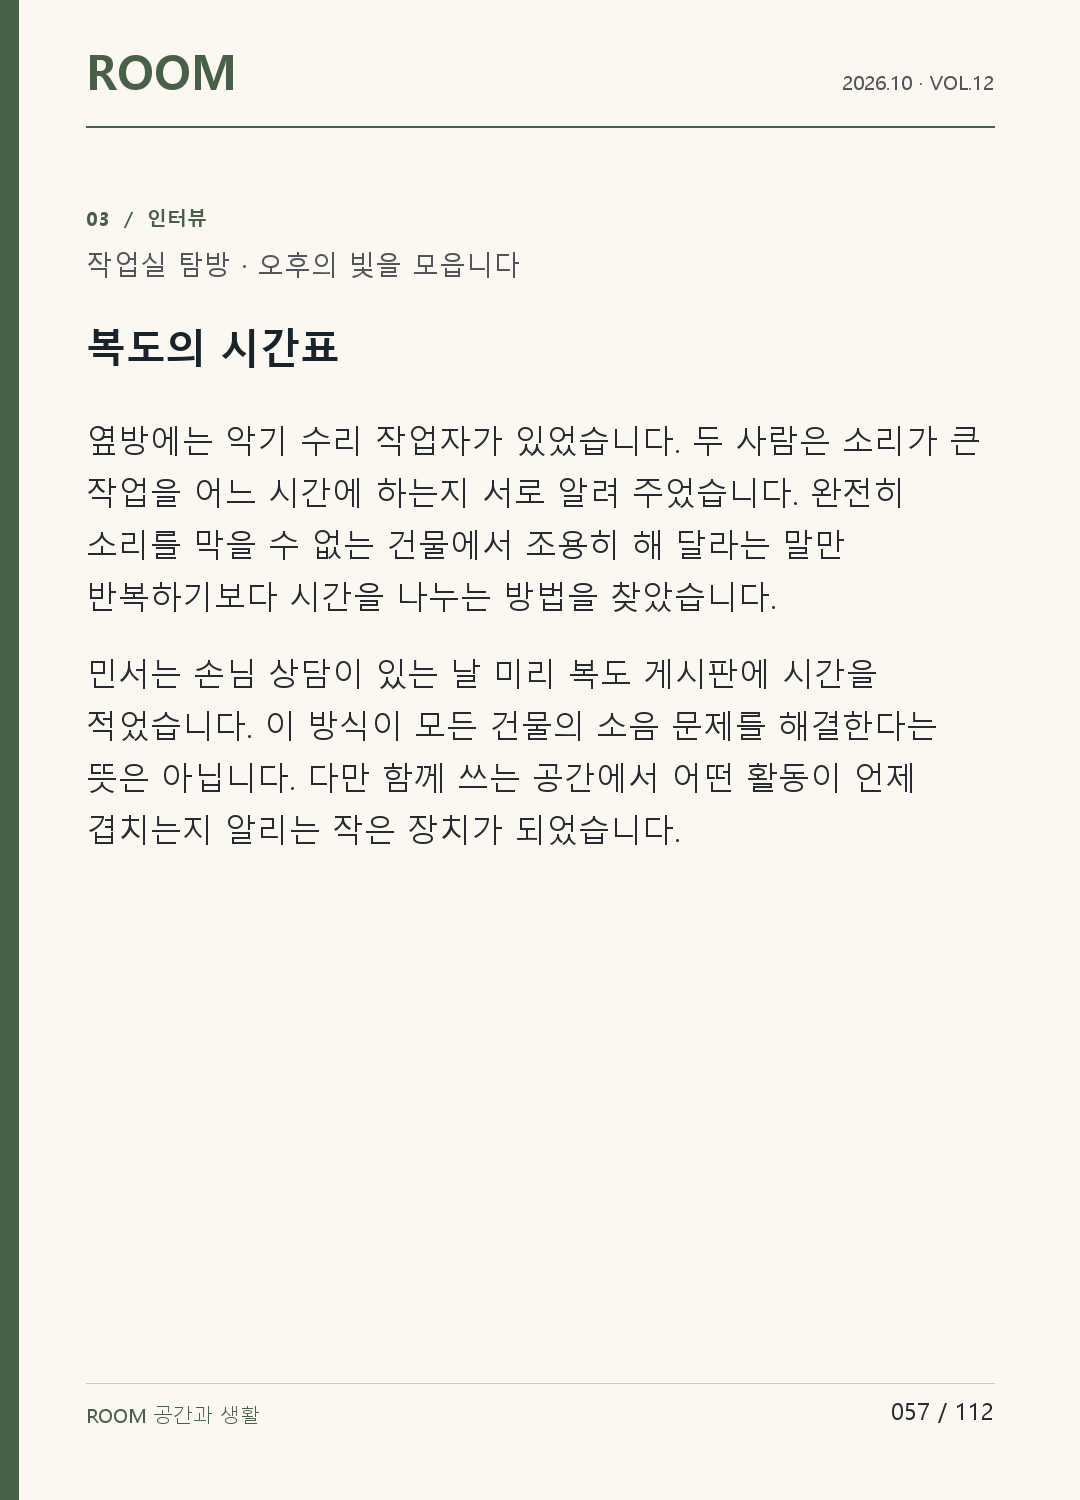 ROOM
2026.10 · VOL.12
03 / 인터뷰
작업실 탐방 · 오후의 빛을 모읍니다
복도의 시간표
옆방에는 악기 수리 작업자가 있었습니다. 두 사람은 소리가 큰
작업을 어느 시간에 하는지 서로 알려 주었습니다. 완전히
소리를 막을 수 없는 건물에서 조용히 해 달라는 말만
반복하기보다 시간을 나누는 방법을 찾았습니다.
민서는 손님 상담이 있는 날 미리 복도 게시판에 시간을
적었습니다. 이 방식이 모든 건물의 소음 문제를 해결한다는
뜻은 아닙니다. 다만 함께 쓰는 공간에서 어떤 활동이 언제
겹치는지 알리는 작은 장치가 되었습니다.
ROOM 공간과 생활
057 / 112